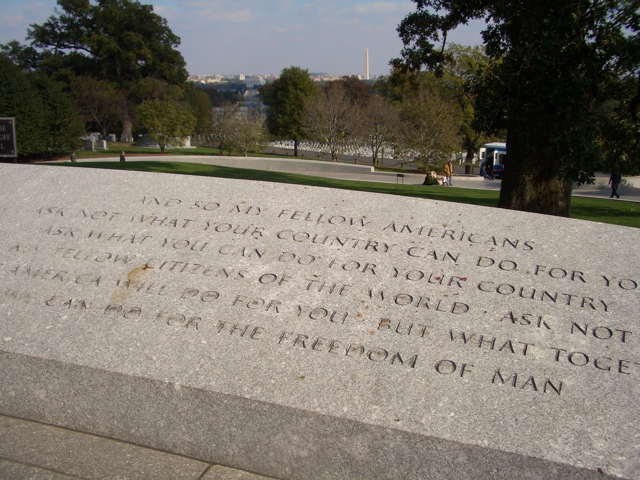 AND SO MY FELLOW AMERICANS
ASK NOT WHAT YOUR COUNTRY CAN DO FOR YO
ASK WHAT YOU CAN DO FOR YOUR COUNTRY
FELLOW CITIZENS OF THE WORLD · ASK NOT
AMERICA WILL DO FOR YOU BUT WHAT TOGE
CAN DO FOR THE FREEDOM OF MAN